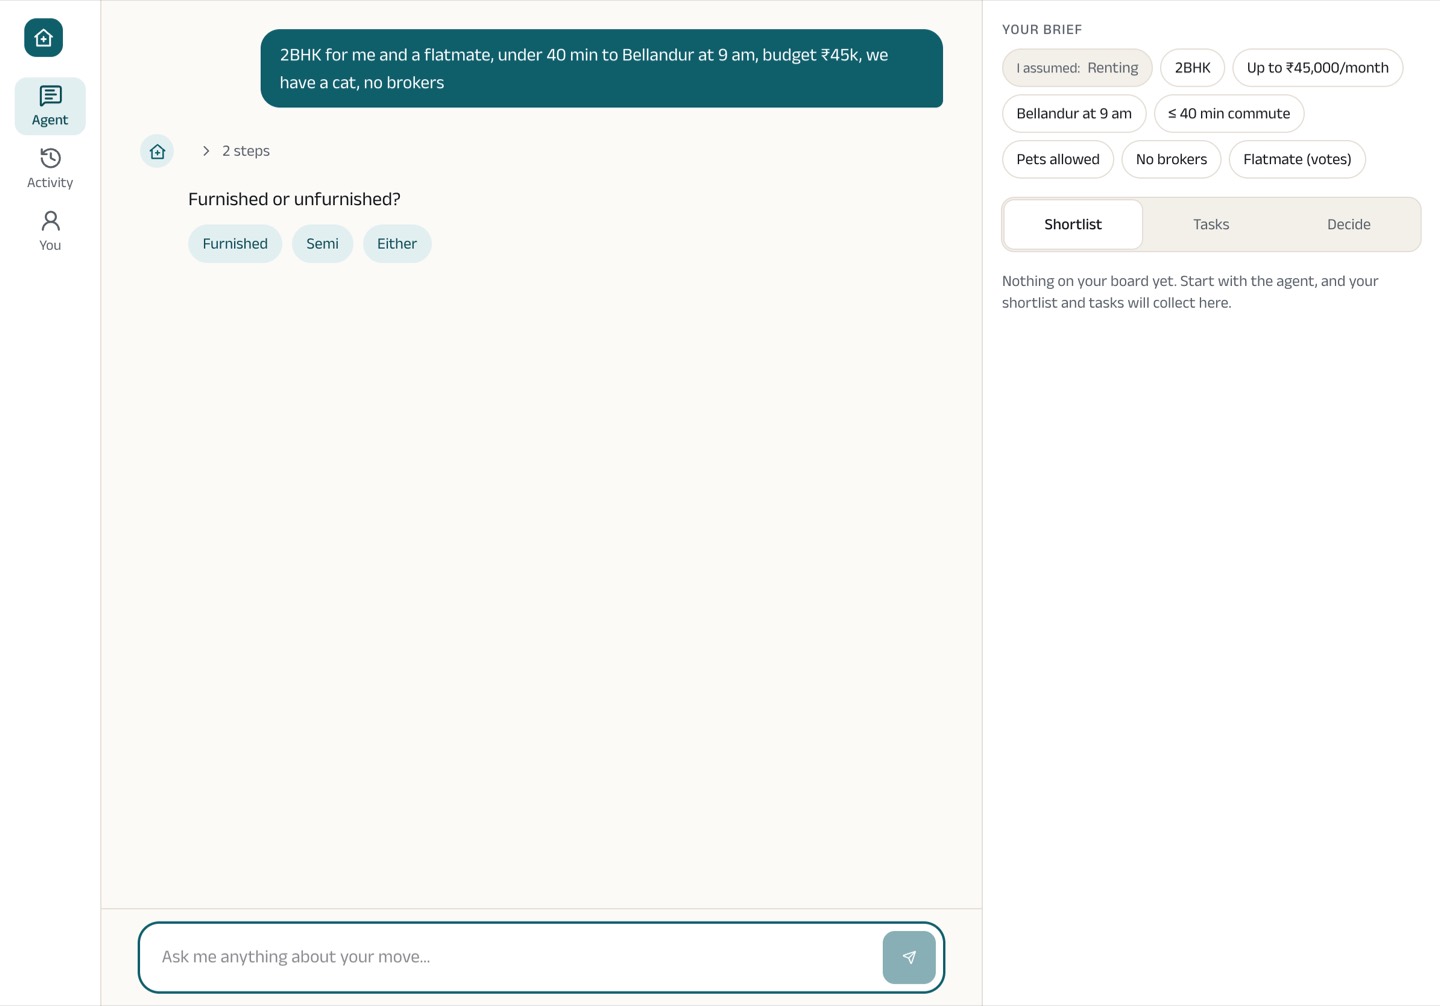 Agent
Activity
You
2BHK for me and a flatmate, under 40 min to Bellandur at 9 am, budget ₹45k, we
have a cat, no brokers
2 steps
Furnished or unfurnished?
Furnished Semi Either
Ask me anything about your move...
YOUR BRIEF
I assumed: Renting 2BHK Up to ₹45,000/month
Bellandur at 9 am ≤ 40 min commute
Pets allowed No brokers Flatmate (votes)
Shortlist Tasks Decide
Nothing on your board yet. Start with the agent, and your
shortlist and tasks will collect here.